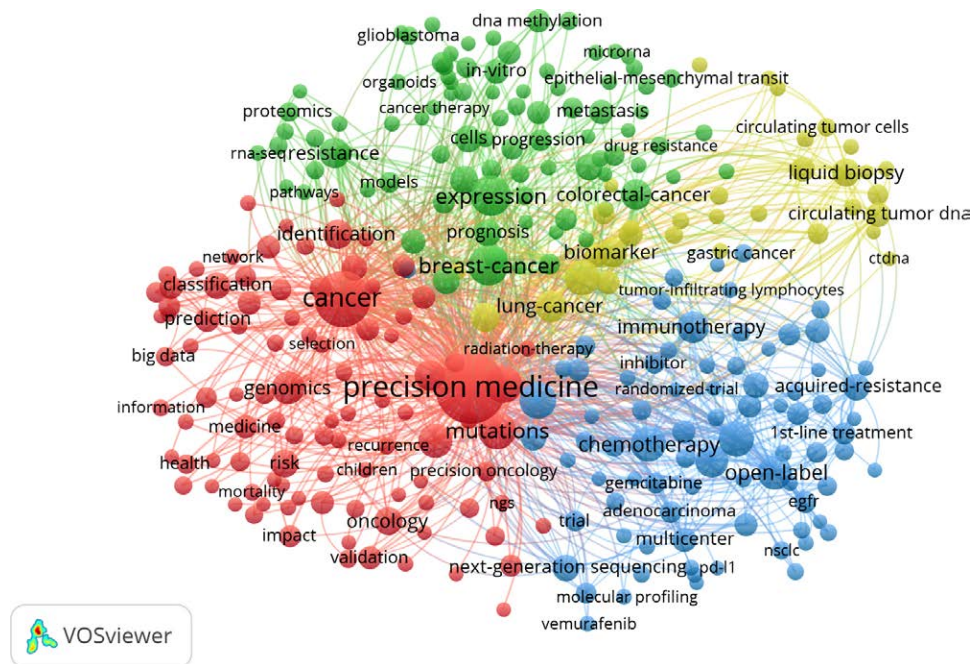 dna methylation
glioblastoma
microrna
in-vitro
epithelial-mesenchymal transit
organoids
cancer therapy
metastasis
proteomics
circulating tumor cells
cells
progression
drug resistance
rna-seq
resistance
liquid biopsy
pathways
models
expression
colorectal-cancer
circulating tumor dna
identification
prognosis
biomarker
gastric cancer
ctdna
network
breast-cancer
classification
cancer
tumor-infiltrating lymphocytes
lung-cancer
prediction
immunotherapy
selection
radiation-therapy
big data
inhibitor
genomics
precision medicine
randomized-trial
acquired-resistance
information
medicine
mutations
1st-line treatment
recurrence
chemotherapy
health
risk
children
precision oncology
open-label
gemcitabine
mortality
ngs
egfr
adenocarcinoma
impact
oncology
trial
multicenter
validation
nsclc
next-generation sequencing
pd-l1
molecular profiling
vemurafenib
VOSviewer